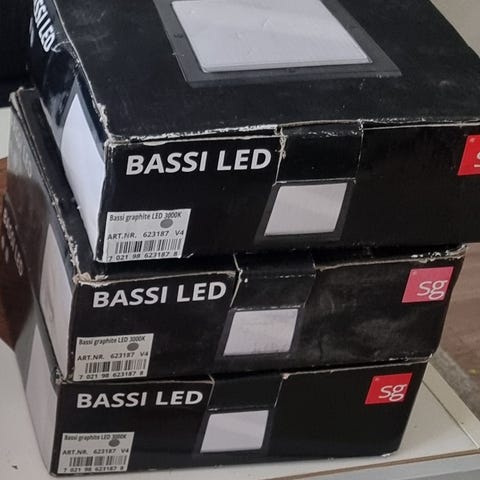 SSI LED
BASSI LED
s
Bassi graphite LED 3000K
ART.NR. 623187 V4
7 021 98 623187 8
BASSI LED
sg
Bassi graphite LED 3000K
ART.NR. 623187 V4
7 021 98 623187 8
BASSI LED
sg
Bassi graphite LED 3000K
ART.NR. 623187 V4
7 021 98 623187 8